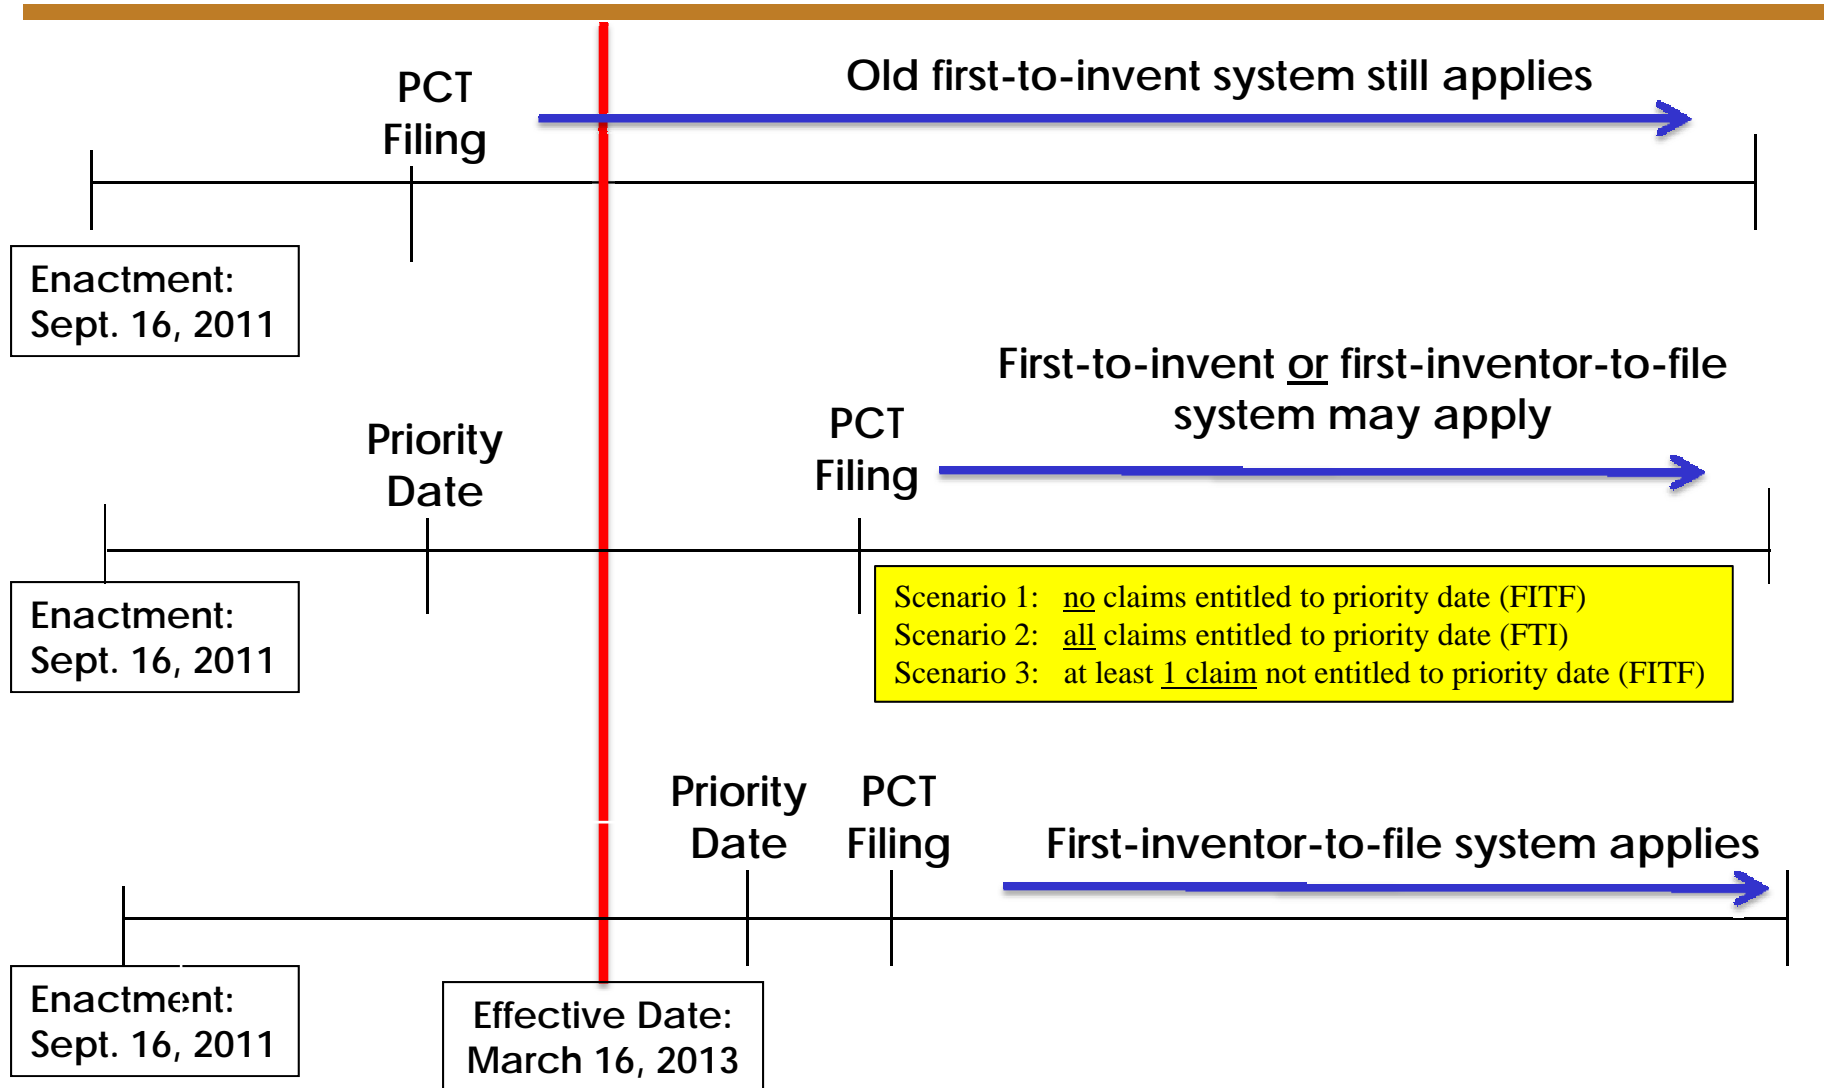 PCT
Filing
Old first-to-invent system still applies
Enactment:
Sept. 16, 2011
First-to-invent or first-inventor-to-file
system may apply
Priority
Date
PCT
Filing
Enactment:
Sept. 16, 2011
Scenario 1: no claims entitled to priority date (FITF)
Scenario 2: all claims entitled to priority date (FTI)
Scenario 3: at least 1 claim not entitled to priority date (FITF)
Priority
Date
PCT
Filing
First-inventor-to-file system applies
Enactment:
Sept. 16, 2011
Effective Date:
March 16, 2013